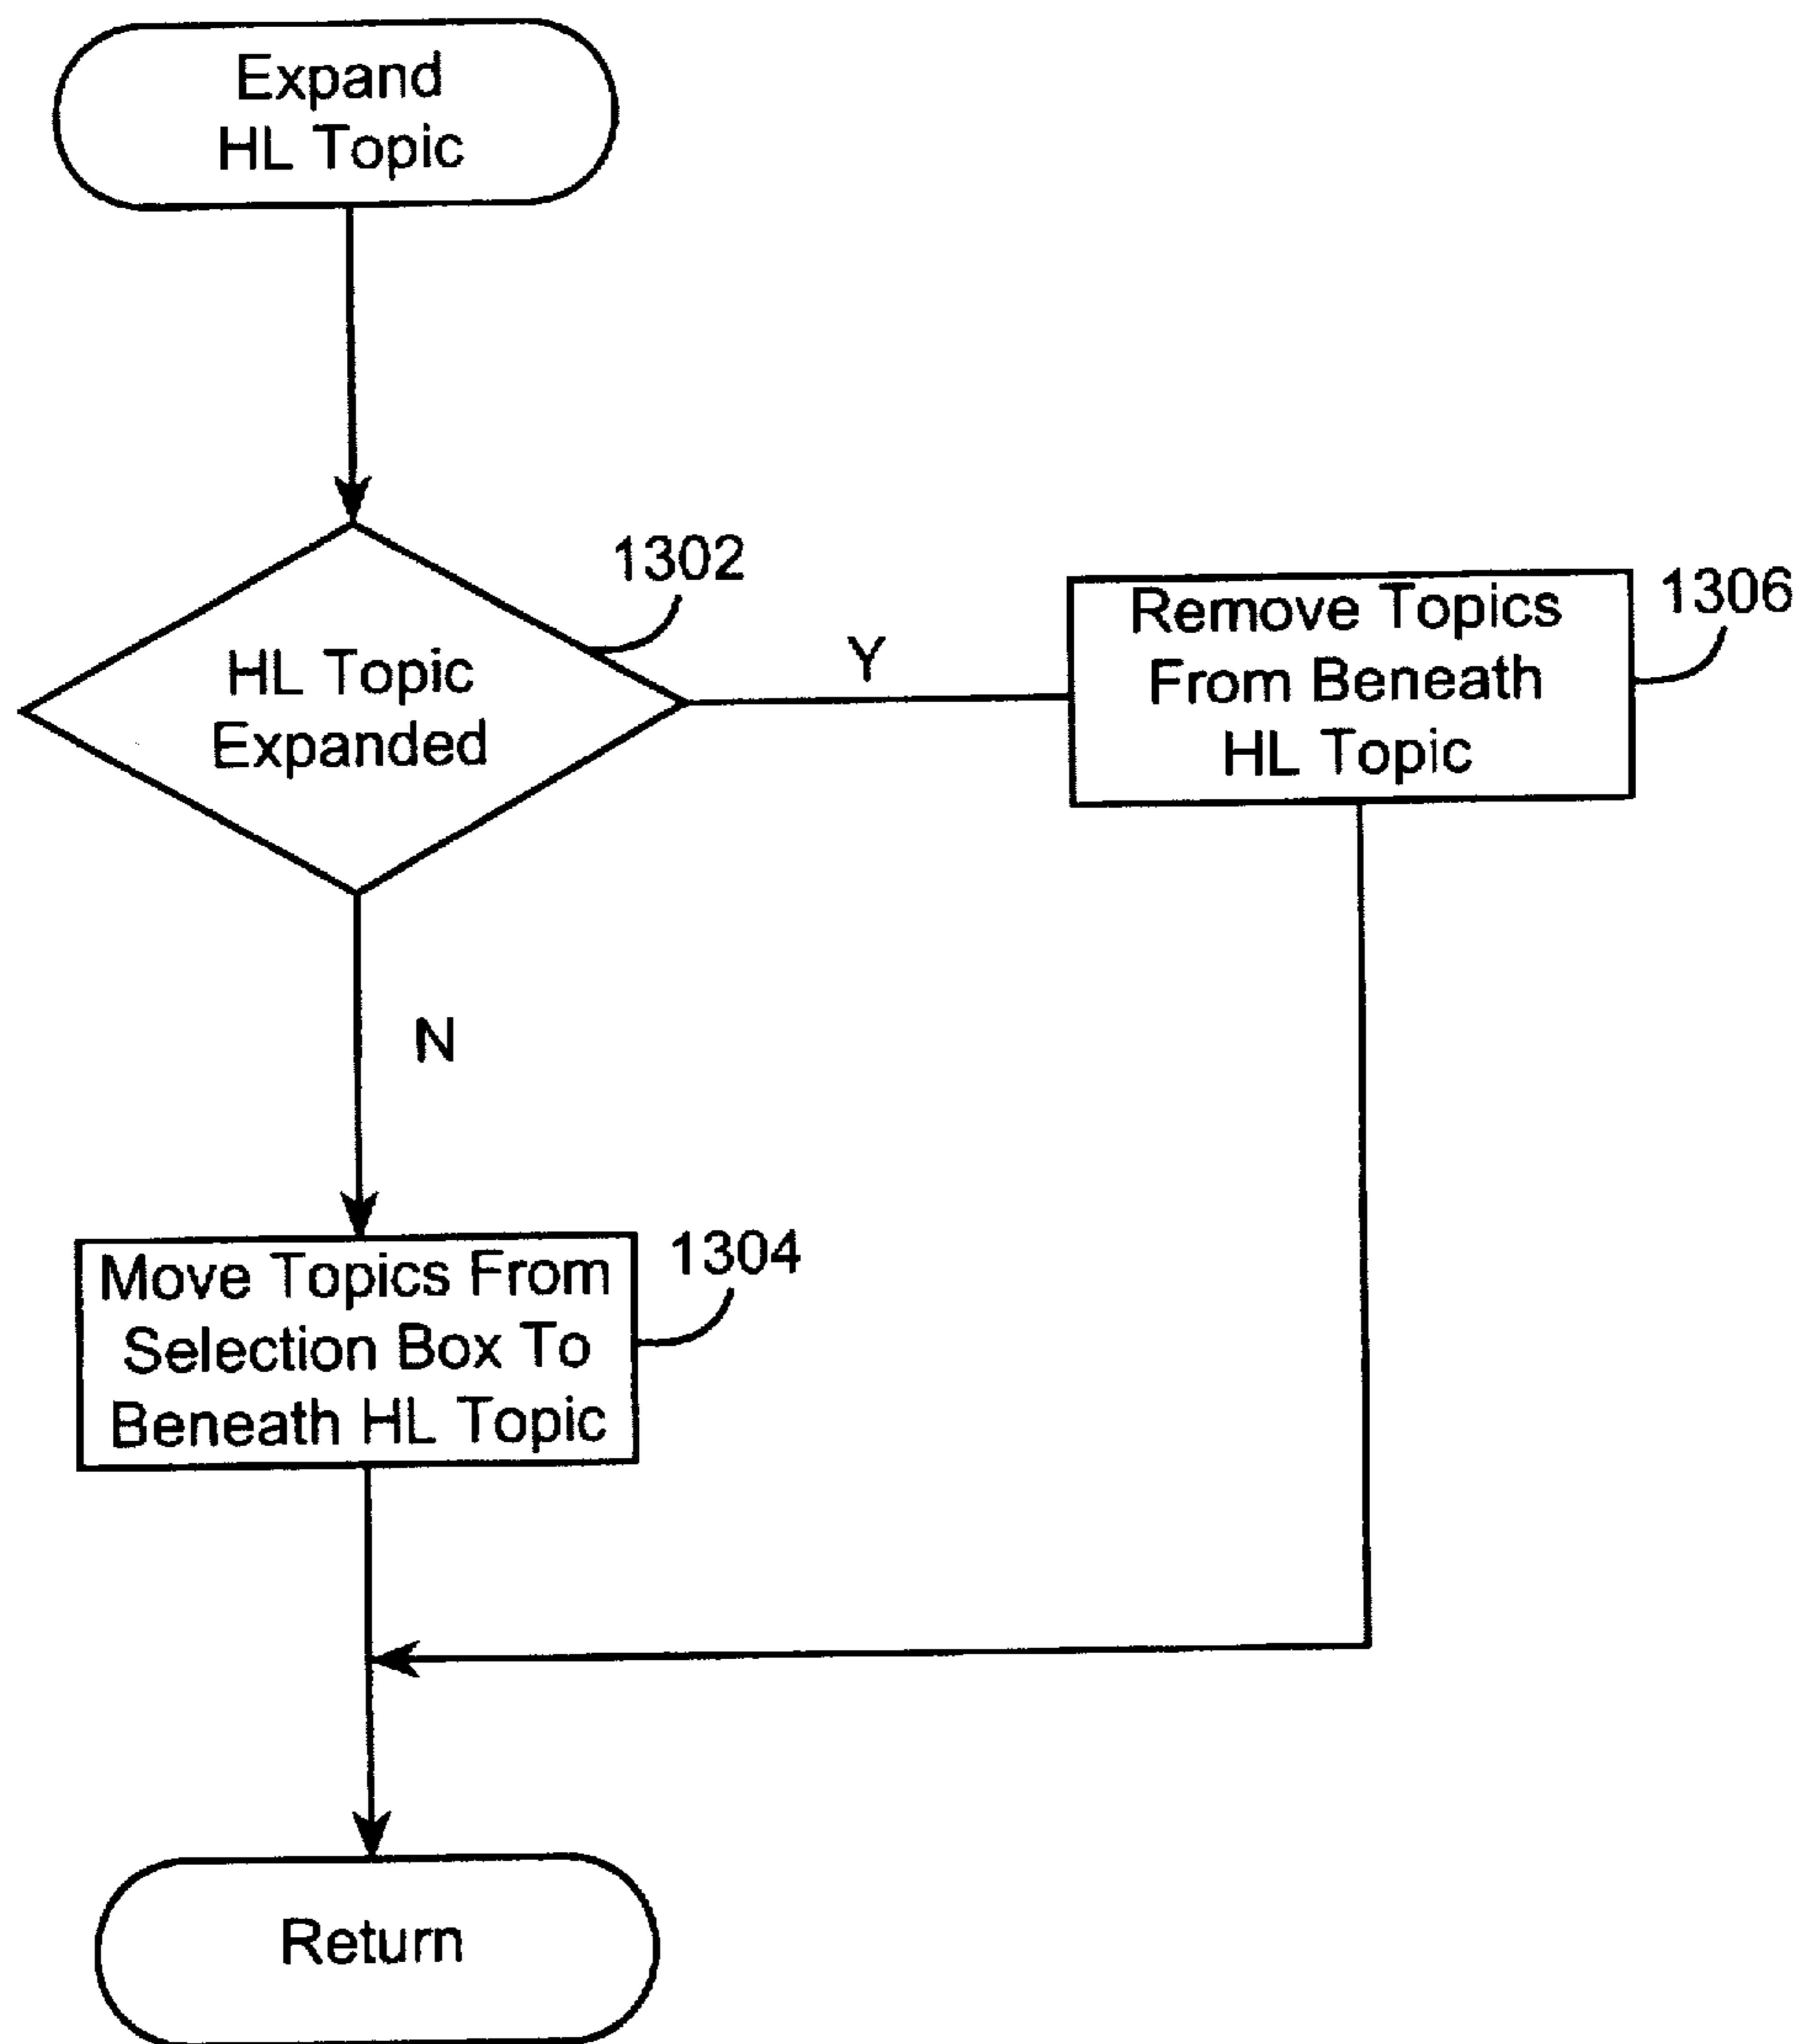 Expand
HL Topic
1302
HL Topic
Expanded
Y
Remove Topics
From Beneath
HL Topic
1306
N
Move Topics From
Selection Box To
Beneath HL Topic
1304
Return